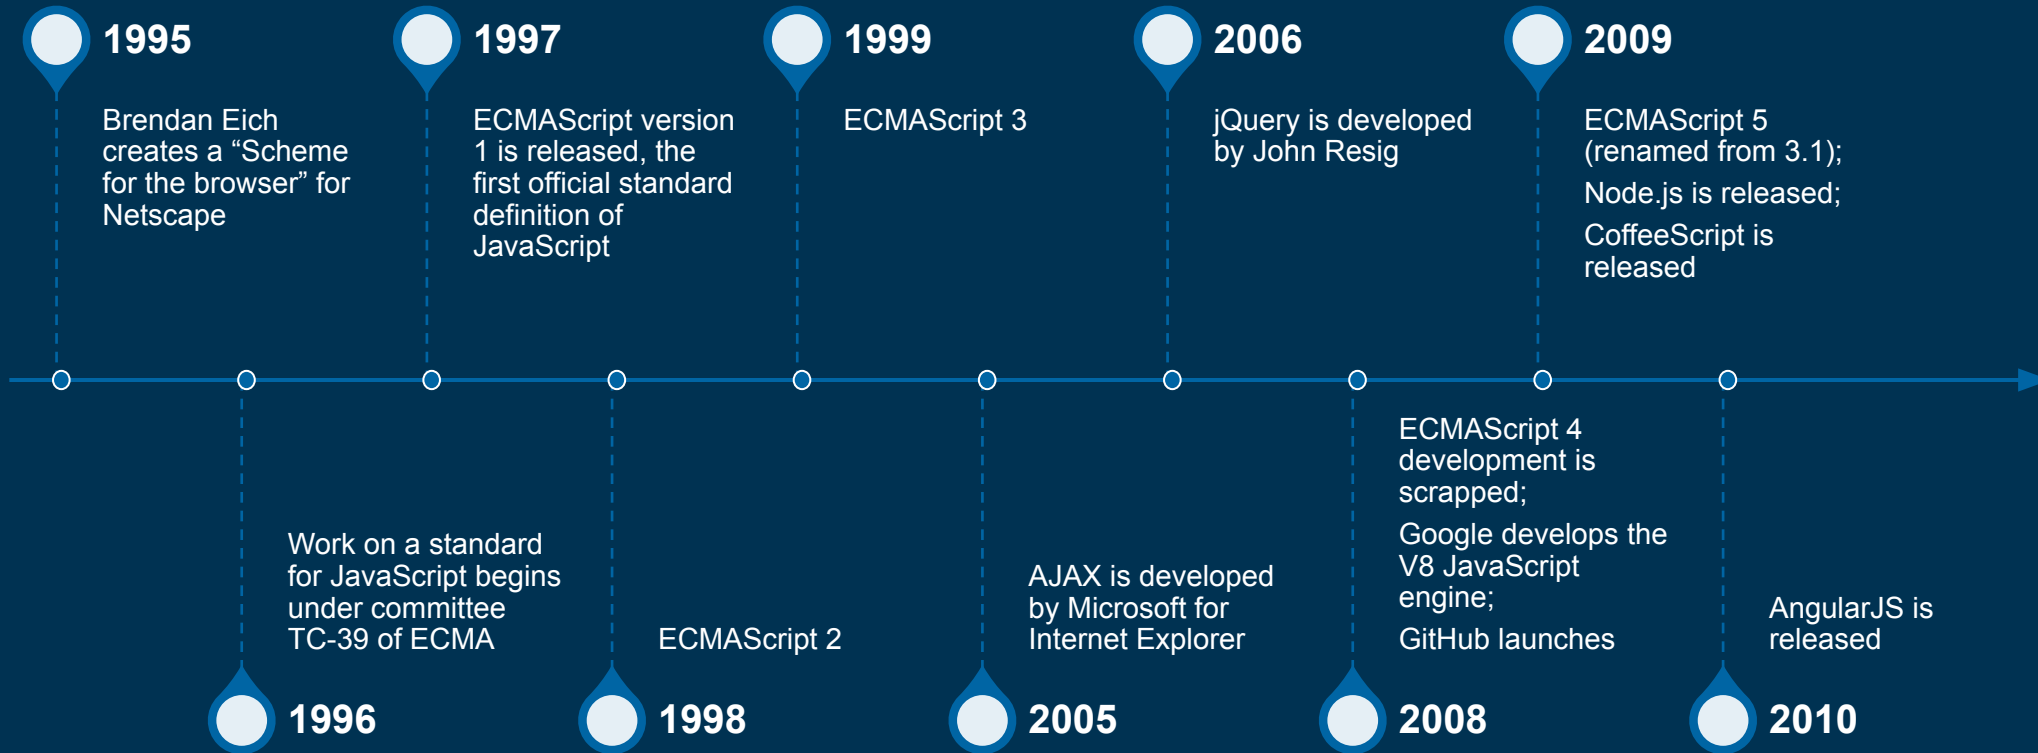 1995
Brendan Eich
creates a “Scheme
for the browser” for
Netscape
1996
Work on a standard
for JavaScript begins
under committee
TC-39 of ECMA
1997
ECMAScript version
1 is released, the
first official standard
definition of
JavaScript
1998
ECMAScript 2
1999
ECMAScript 3
2005
AJAX is developed
by Microsoft for
Internet Explorer
2006
jQuery is developed
by John Resig
2008
ECMAScript 4
development is
scrapped;
Google develops the
V8 JavaScript
engine;
GitHub launches
2009
ECMAScript 5
(renamed from 3.1);
Node.js is released;
CoffeeScript is
released
2010
AngularJS is
released